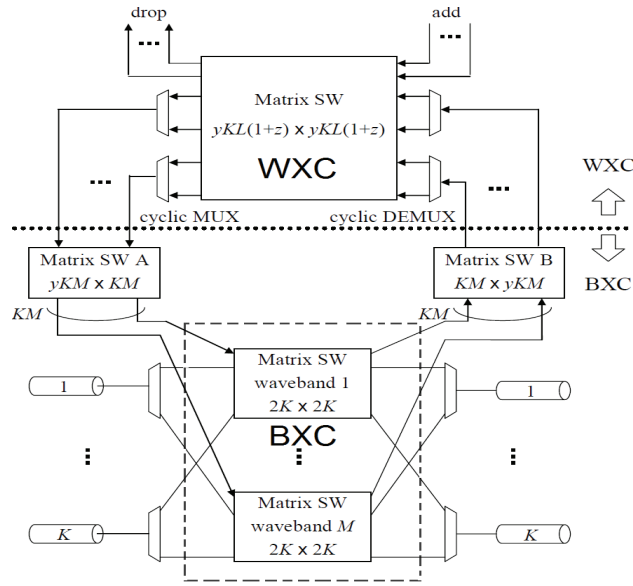 drop
add
Matrix SW
yKL(1+z) x yKL(1+z)
WXC
WXC
cyclic MUX
cyclic DEMUX
BXC
Matrix SW A
yKM x KM
Matrix SW B
KM x yKM
KM
KM
Matrix SW
waveband 1
2K x 2K
1
1
BXC
Matrix SW
waveband M
2K x 2K
K
K